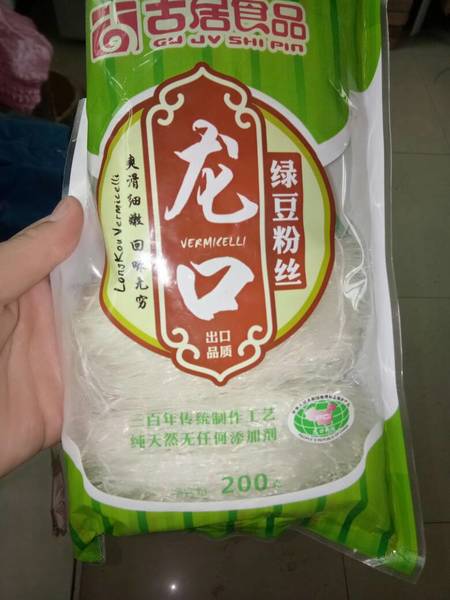 古居食品
GU JU SHI PIN
龙口
VERMICELLI
绿豆粉丝
爽滑细嫩 回味无穷
LongKou Vermicelli
出口
品质
三百年传统制作工艺
纯天然无任何添加剂
200